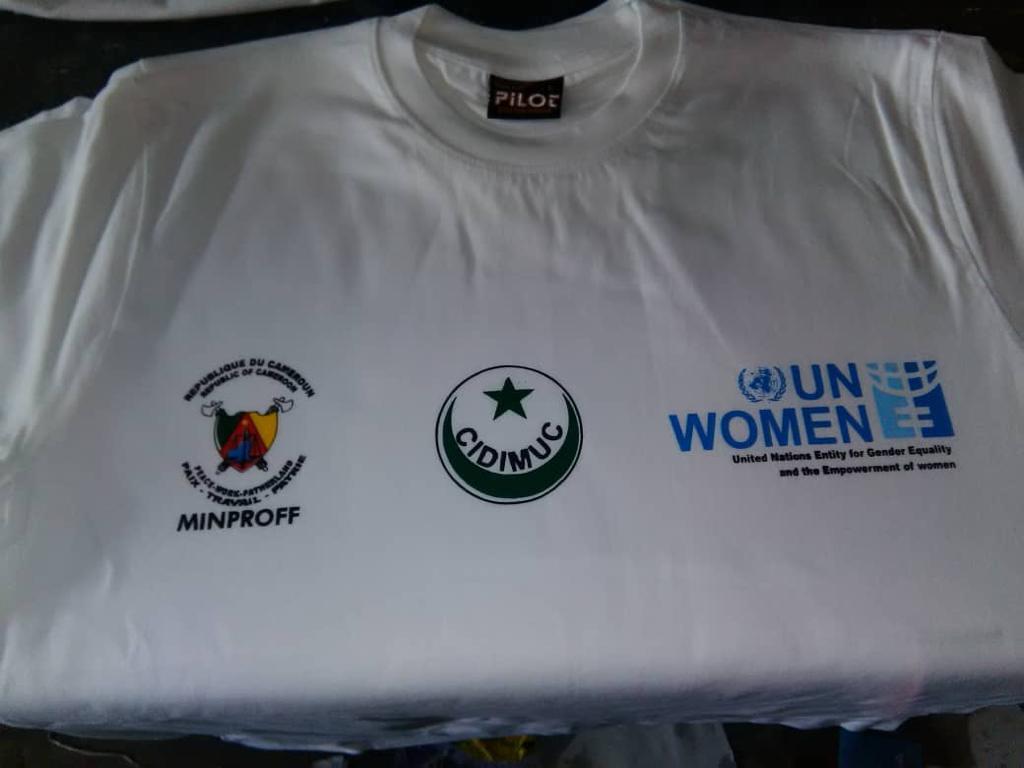 PiLOT
REPUBLIQUE DU CAMEROUN
REPUBLIC OF CAMEROON
PEACE-WORK-FATHERLAND
PAIX - TRAVAIL - PATRIE
MINPROFF
CIDIMUC
UN
WOMEN
United Nations Entity for Gender Equality
and the Empowerment of women